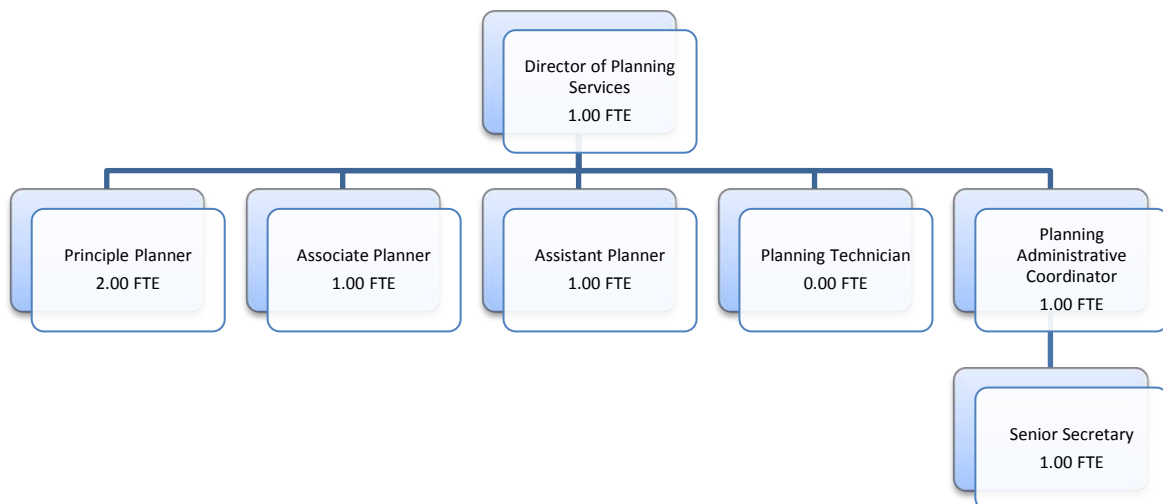 Director of Planning
Services
1.00 FTE
Principle Planner
2.00 FTE
Associate Planner
1.00 FTE
Assistant Planner
1.00 FTE
Planning Technician
0.00 FTE
Planning
Administrative
Coordinator
1.00 FTE
Senior Secretary
1.00 FTE